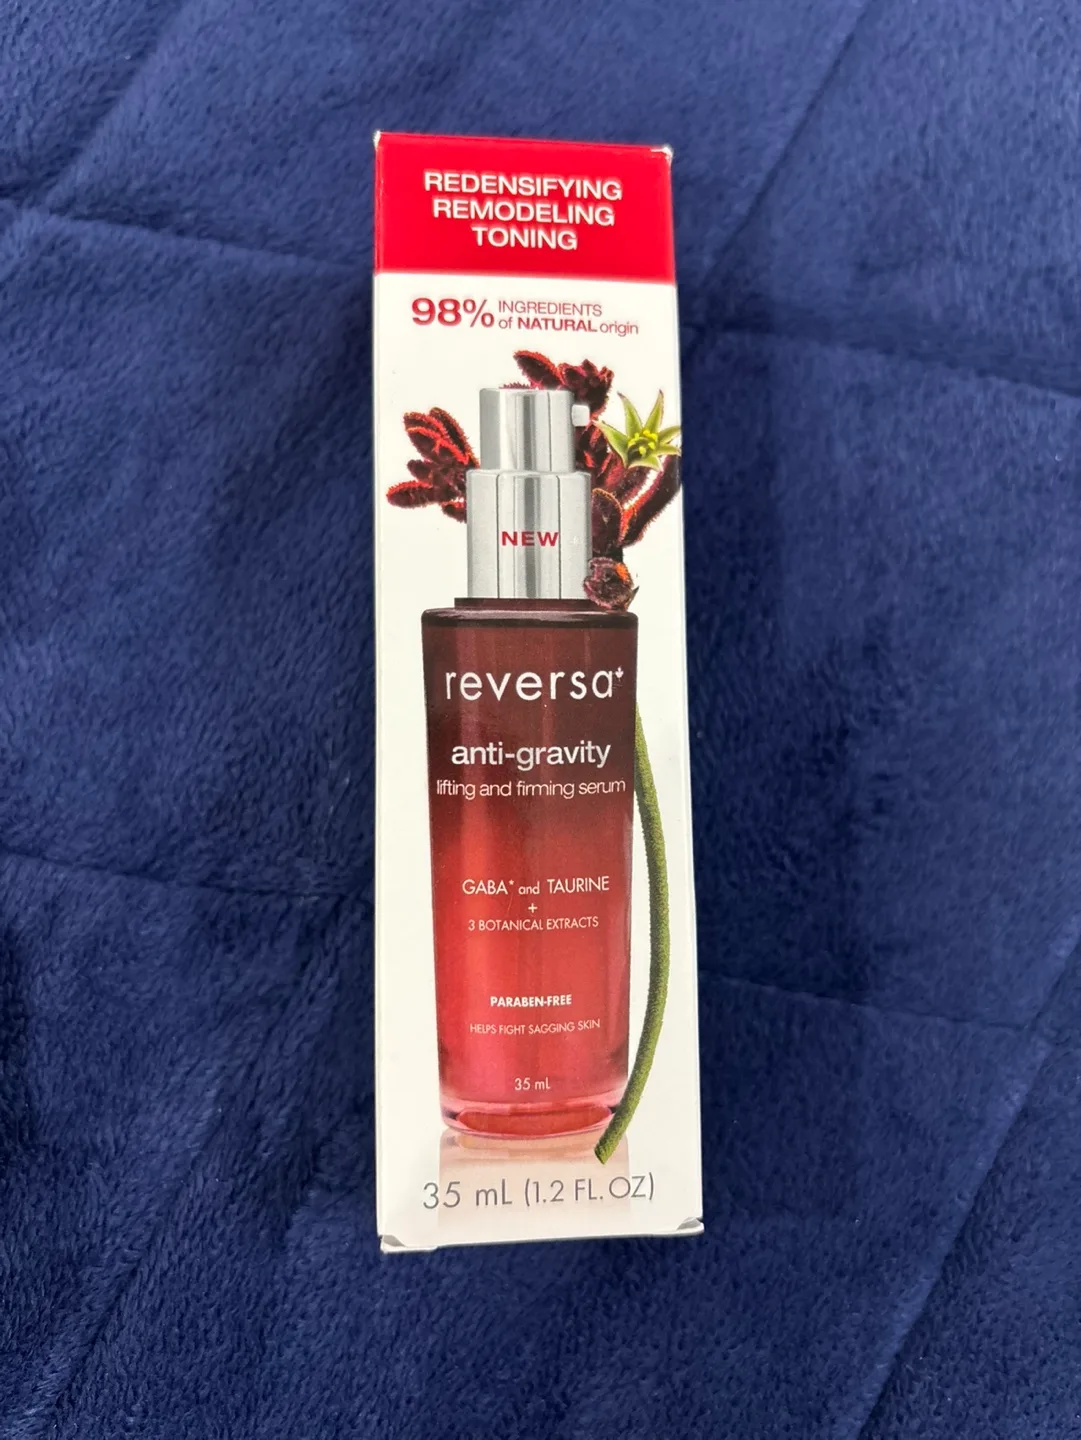 REDENSIFYING
REMODELING
TONING
98% INGREDIENTS
of NATURAL origin
NEW
reversa
anti-gravity
lifting and firming serum
GABA* and TAURINE
+
3 BOTANICAL EXTRACTS
PARABEN-FREE
HELPS FIGHT SAGGING SKIN
35 mL
35 mL (1.2 FL. OZ)